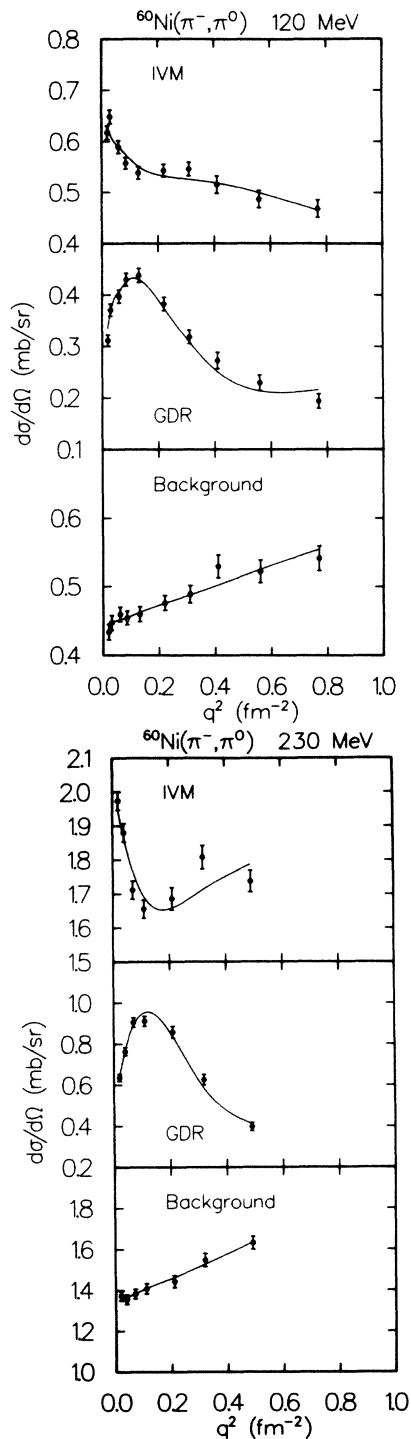 ⁶⁰Ni(π⁻,π⁰) 120 MeV
0.8
IVM
0.7
0.6
0.5
0.4
0.4
0.3
0.2
GDR
0.1
dσ/dΩ (mb/sr)
Background
0.6
0.5
0.4
0.0 0.2 0.4 0.6 0.8 1.0
q² (fm⁻²)
⁶⁰Ni(π⁻,π⁰) 230 MeV
2.1
IVM
2.0
1.9
1.8
1.7
1.6
1.5
1.0
0.8
0.6
0.4
GDR
0.2
dσ/dΩ (mb/sr)
Background
1.6
1.4
1.2
1.0
0.0 0.2 0.4 0.6 0.8 1.0
q² (fm⁻²)